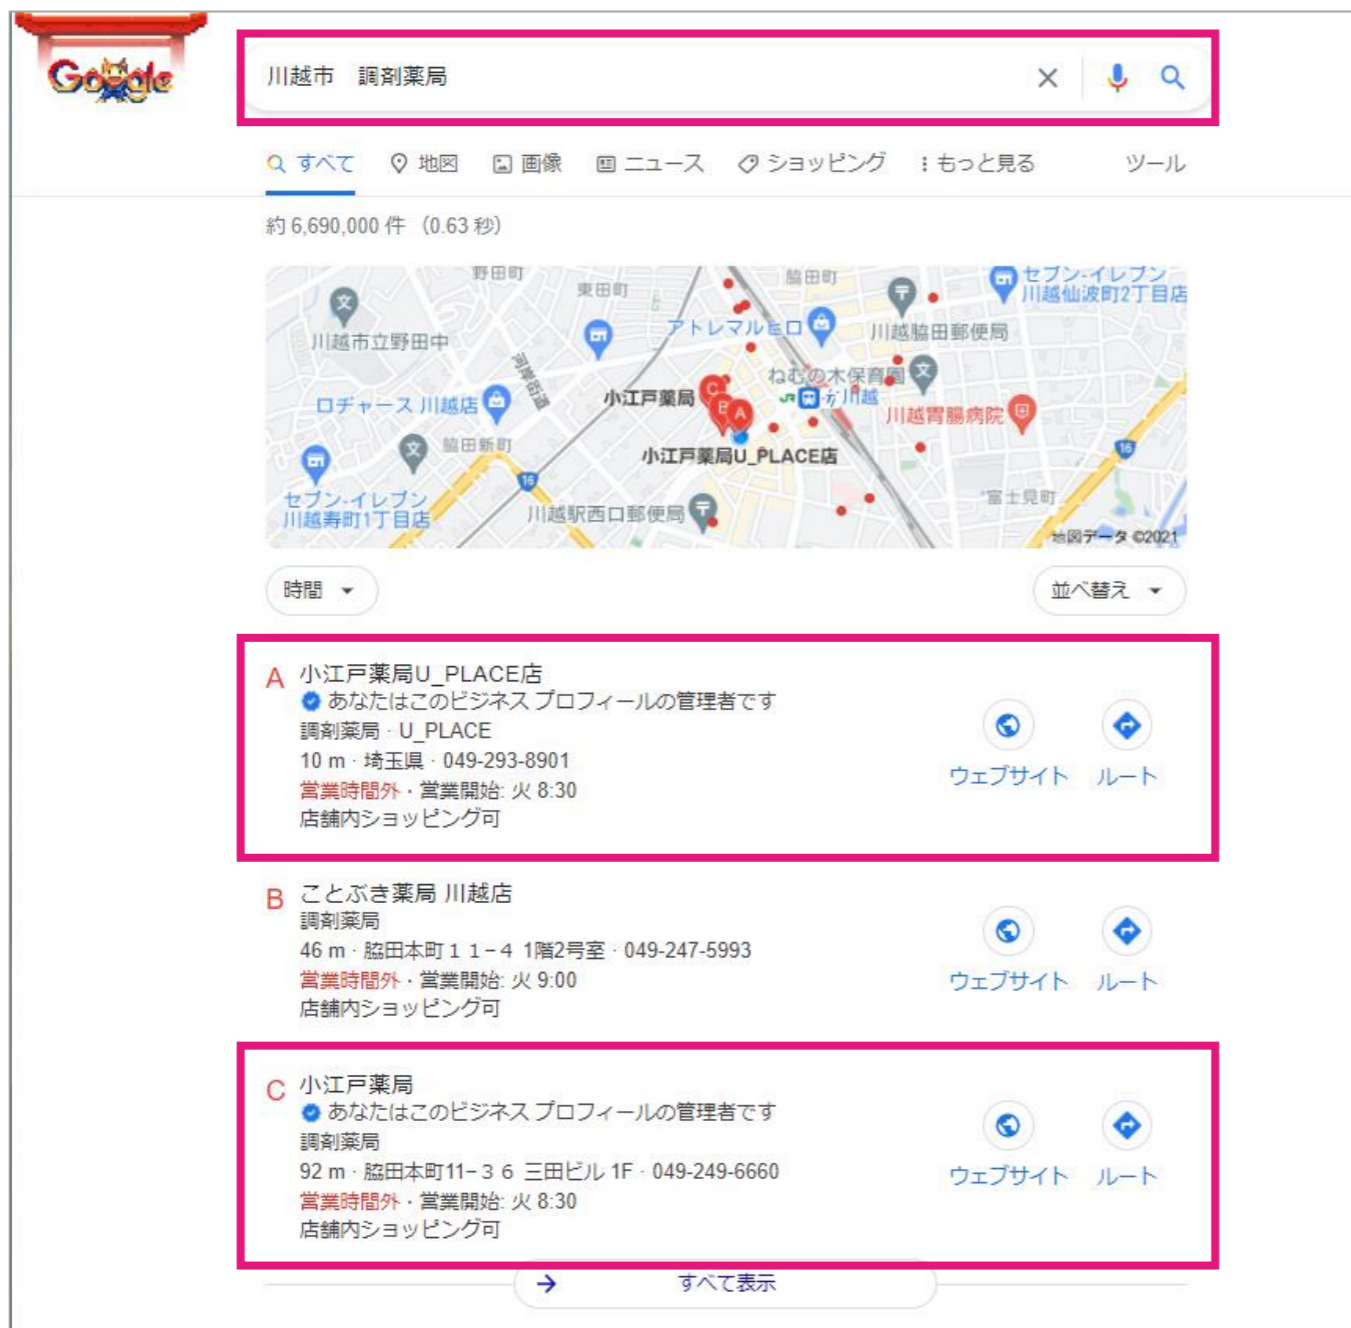 Google
川越市　調剤薬局
すべて 地図 画像 ニュース ショッピング もっと見る ツール
約 6,690,000 件 （0.63 秒）
野田町
東田町
脇田町
セブン-イレブン
川越仙波町2丁目店
川越市立野田中
アトレマルヒロ
川越脇田郵便局
河岸街道
ねむの木保育園
ロヂャース 川越店
小江戸薬局
C
B
A
JR 川越
川越胃腸病院
脇田新町
小江戸薬局U_PLACE店
16
16
セブン-イレブン
川越寿町1丁目店
川越駅西口郵便局
富士見町
地図データ ©2021
時間
並べ替え
A 小江戸薬局U_PLACE店
あなたはこのビジネス プロフィールの管理者です
調剤薬局 · U_PLACE
10 m · 埼玉県 · 049-293-8901
営業時間外 · 営業開始: 火 8:30
店舗内ショッピング可
ウェブサイト ルート
B ことぶき薬局 川越店
調剤薬局
46 m · 脇田本町１１−４ 1階2号室 · 049-247-5993
営業時間外 · 営業開始: 火 9:00
店舗内ショッピング可
ウェブサイト ルート
C 小江戸薬局
あなたはこのビジネス プロフィールの管理者です
調剤薬局
92 m · 脇田本町11−３６ 三田ビル 1F · 049-249-6660
営業時間外 · 営業開始: 火 8:30
店舗内ショッピング可
ウェブサイト ルート
すべて表示